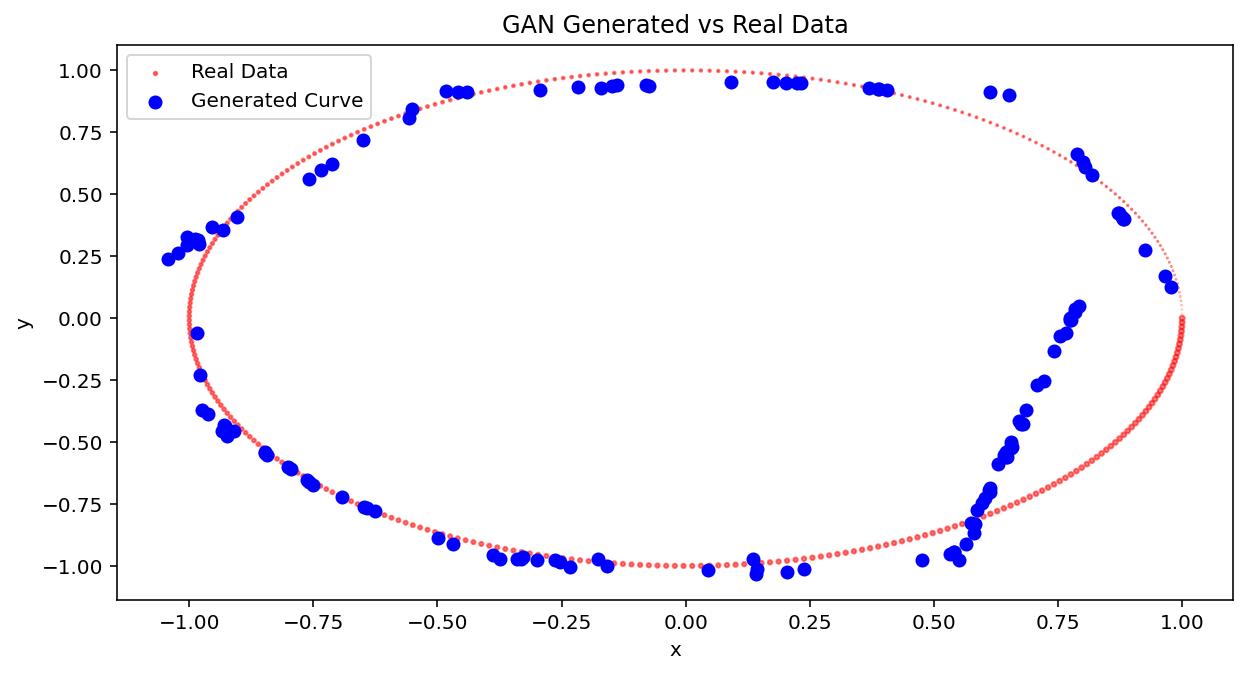 GAN Generated vs Real Data
Real Data
Generated Curve
1.00
0.75
0.50
0.25
0.00
−0.25
−0.50
−0.75
−1.00
y
−1.00 −0.75 −0.50 −0.25 0.00 0.25 0.50 0.75 1.00
x